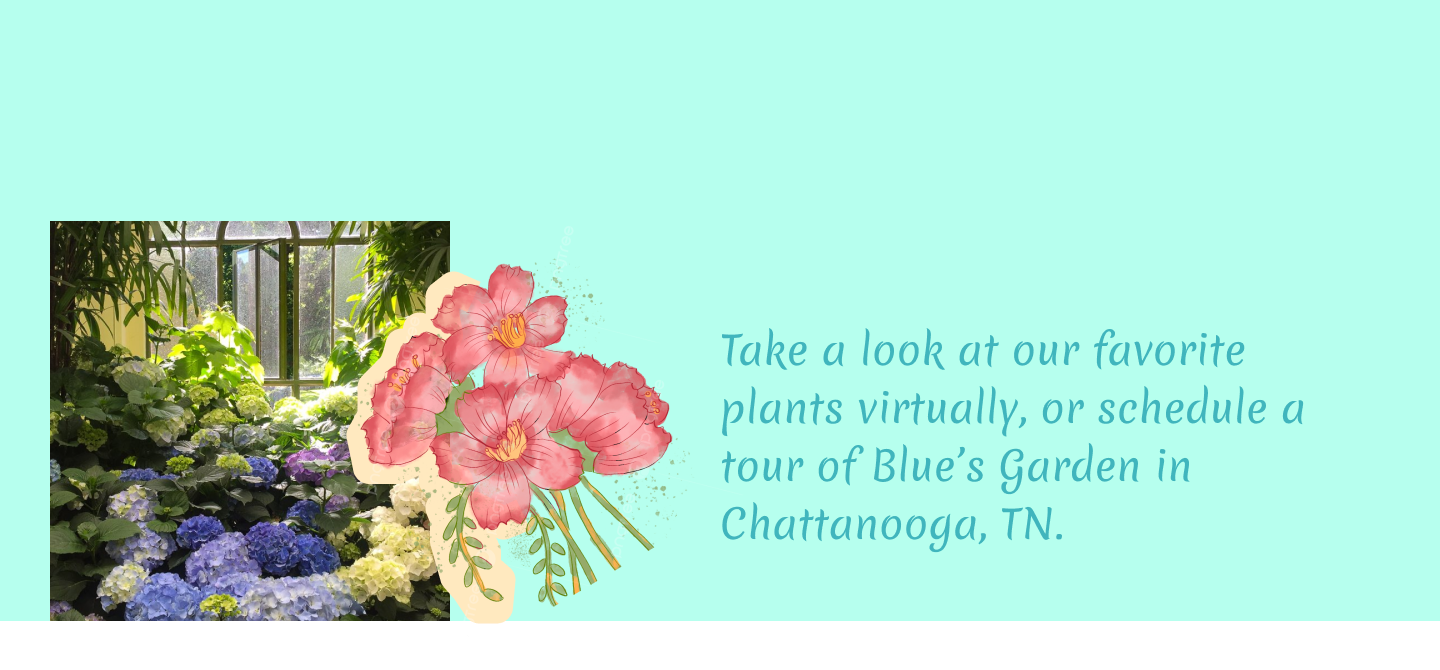 Take a look at our favorite
plants virtually, or schedule a
tour of Blue’s Garden in
Chattanooga, TN.